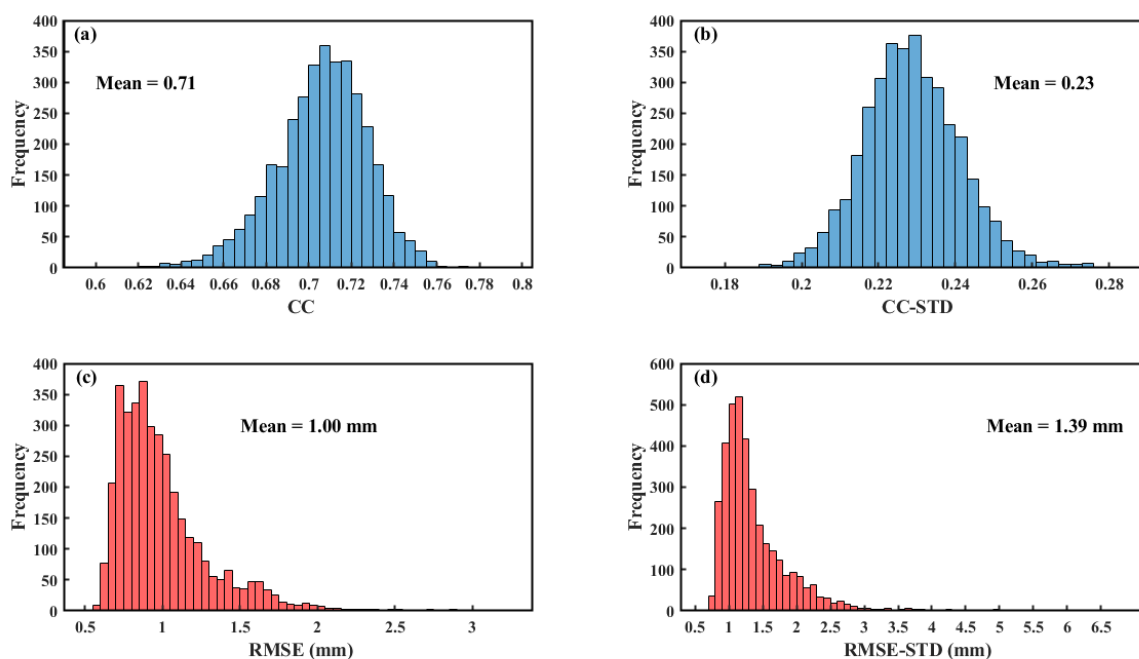 (a)
Mean = 0.71
Frequency
400
350
300
250
200
150
100
50
0
0.6 0.62 0.64 0.66 0.68 0.7 0.72 0.74 0.76 0.78 0.8
CC
(b)
Mean = 0.23
Frequency
400
350
300
250
200
150
100
50
0
0.18 0.2 0.22 0.24 0.26 0.28
CC-STD
(c)
Mean = 1.00 mm
Frequency
400
350
300
250
200
150
100
50
0
0.5 1 1.5 2 2.5 3
RMSE (mm)
(d)
Mean = 1.39 mm
Frequency
600
500
400
300
200
100
0
0.5 1 1.5 2 2.5 3 3.5 4 4.5 5 5.5 6 6.5
RMSE-STD (mm)